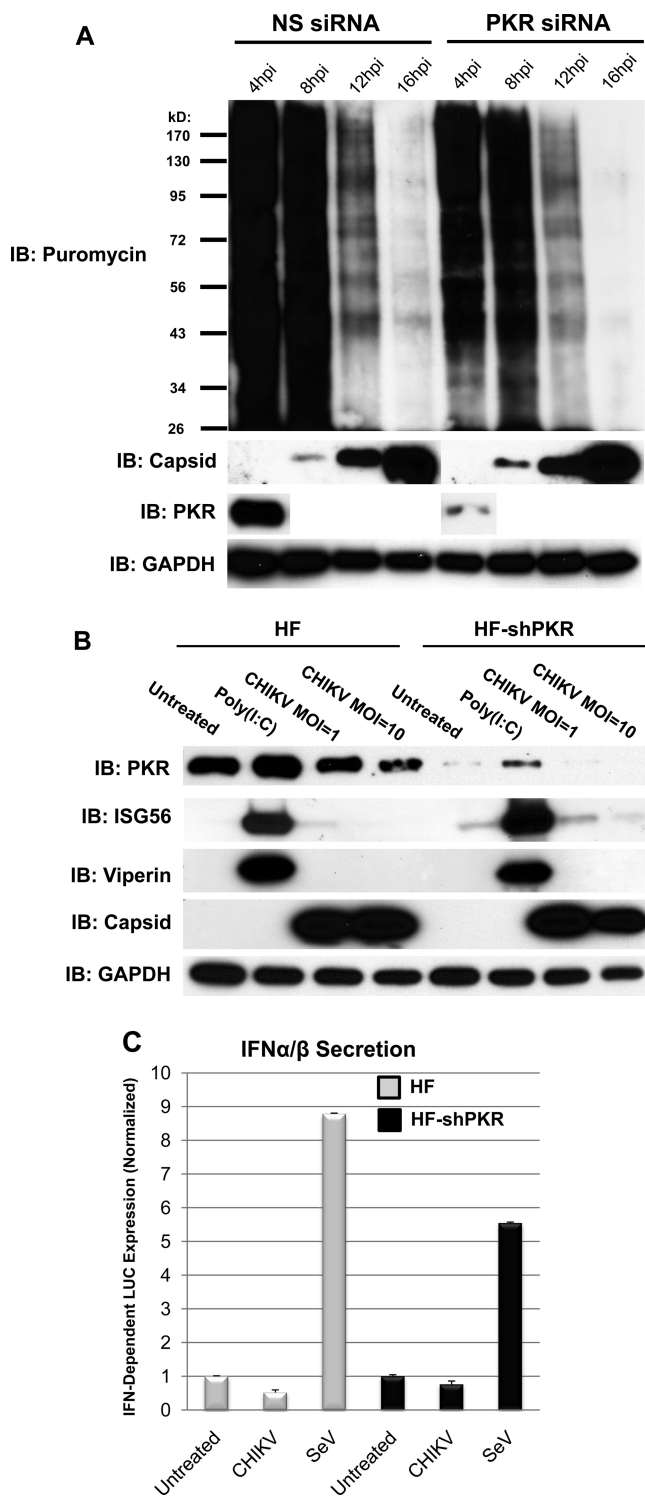 A
NS siRNA PKR siRNA
4hpi 8hpi 12hpi 16hpi 4hpi 8hpi 12hpi 16hpi
kD:
170
130
95
72
IB: Puromycin
56
43
34
26
IB: Capsid
IB: PKR
IB: GAPDH
B
HF HF-shPKR
Untreated Poly(I:C) CHIKV MOI=1 CHIKV MOI=10 Untreated Poly(I:C) CHIKV MOI=1 CHIKV MOI=10
IB: PKR
IB: ISG56
IB: Viperin
IB: Capsid
IB: GAPDH
C
IFNα/β Secretion
IFN-Dependent LUC Expression (Normalized)
10
9
8
7
6
5
4
3
2
1
0
HF
HF-shPKR
Untreated CHIKV SeV Untreated CHIKV SeV